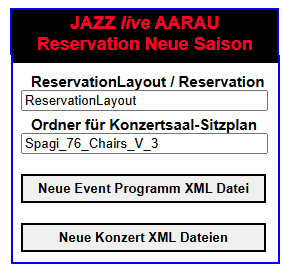 JAZZ live AARAU
Reservation Neue Saison
ReservationLayout / Reservation
ReservationLayout
Ordner für Konzertsaal-Sitzplan
Spagi_76_Chairs_V_3
Neue Event Programm XML Datei
Neue Konzert XML Dateien